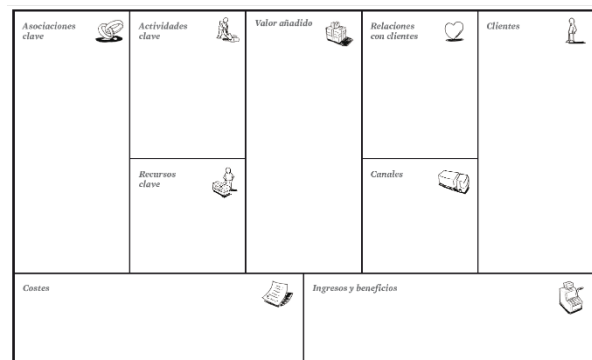 Asociaciones
clave
Actividades
clave
Valor añadido
Relaciones
con clientes
Clientes
Recursos
clave
Canales
Costes
Ingresos y beneficios